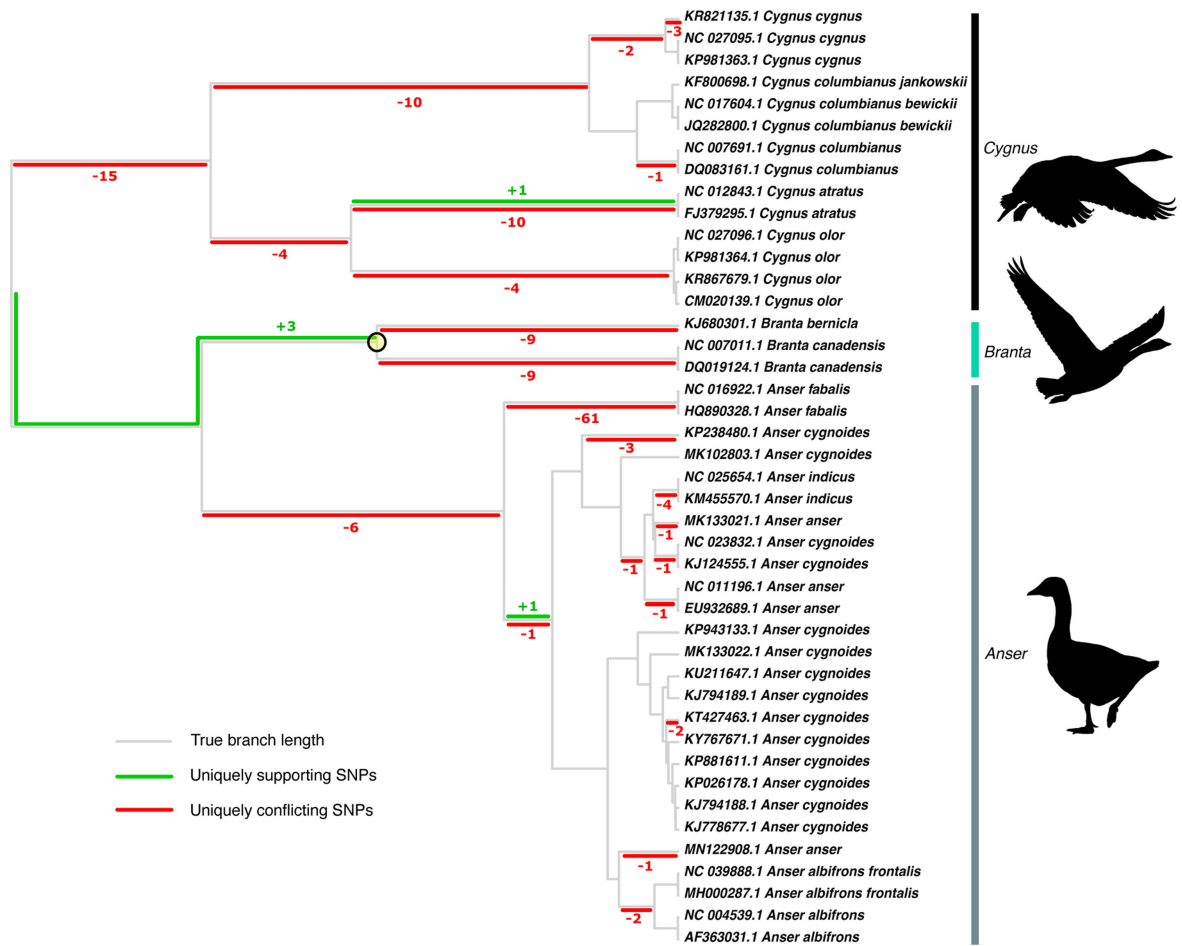 KR821135.1 Cygnus cygnus
-3
NC 027095.1 Cygnus cygnus
-2
KP981363.1 Cygnus cygnus
KF800698.1 Cygnus columbianus jankowskii
-10
NC 017604.1 Cygnus columbianus bewickii
JQ282800.1 Cygnus columbianus bewickii
NC 007691.1 Cygnus columbianus
Cygnus
DQ083161.1 Cygnus columbianus
-15
-1
NC 012843.1 Cygnus atratus
+1
FJ379295.1 Cygnus atratus
-10
NC 027096.1 Cygnus olor
-4
KP981364.1 Cygnus olor
KR867679.1 Cygnus olor
-4
CM020139.1 Cygnus olor
KJ680301.1 Branta bernicla
+3
-9
NC 007011.1 Branta canadensis
Branta
DQ019124.1 Branta canadensis
-9
NC 016922.1 Anser fabalis
HQ890328.1 Anser fabalis
-61
KP238480.1 Anser cygnoides
-3
MK102803.1 Anser cygnoides
NC 025654.1 Anser indicus
KM455570.1 Anser indicus
-4
MK133021.1 Anser anser
-6
-1
NC 023832.1 Anser cygnoides
KJ124555.1 Anser cygnoides
-1
-1
NC 011196.1 Anser anser
EU932689.1 Anser anser
+1
-1
-1
KP943133.1 Anser cygnoides
MK133022.1 Anser cygnoides
Anser
KU211647.1 Anser cygnoides
KJ794189.1 Anser cygnoides
KT427463.1 Anser cygnoides
-2
KY767671.1 Anser cygnoides
KP881611.1 Anser cygnoides
KP026178.1 Anser cygnoides
KJ794188.1 Anser cygnoides
KJ778677.1 Anser cygnoides
MN122908.1 Anser anser
-1
NC 039888.1 Anser albifrons frontalis
MH000287.1 Anser albifrons frontalis
NC 004539.1 Anser albifrons
-2
AF363031.1 Anser albifrons
True branch length
Uniquely supporting SNPs
Uniquely conflicting SNPs